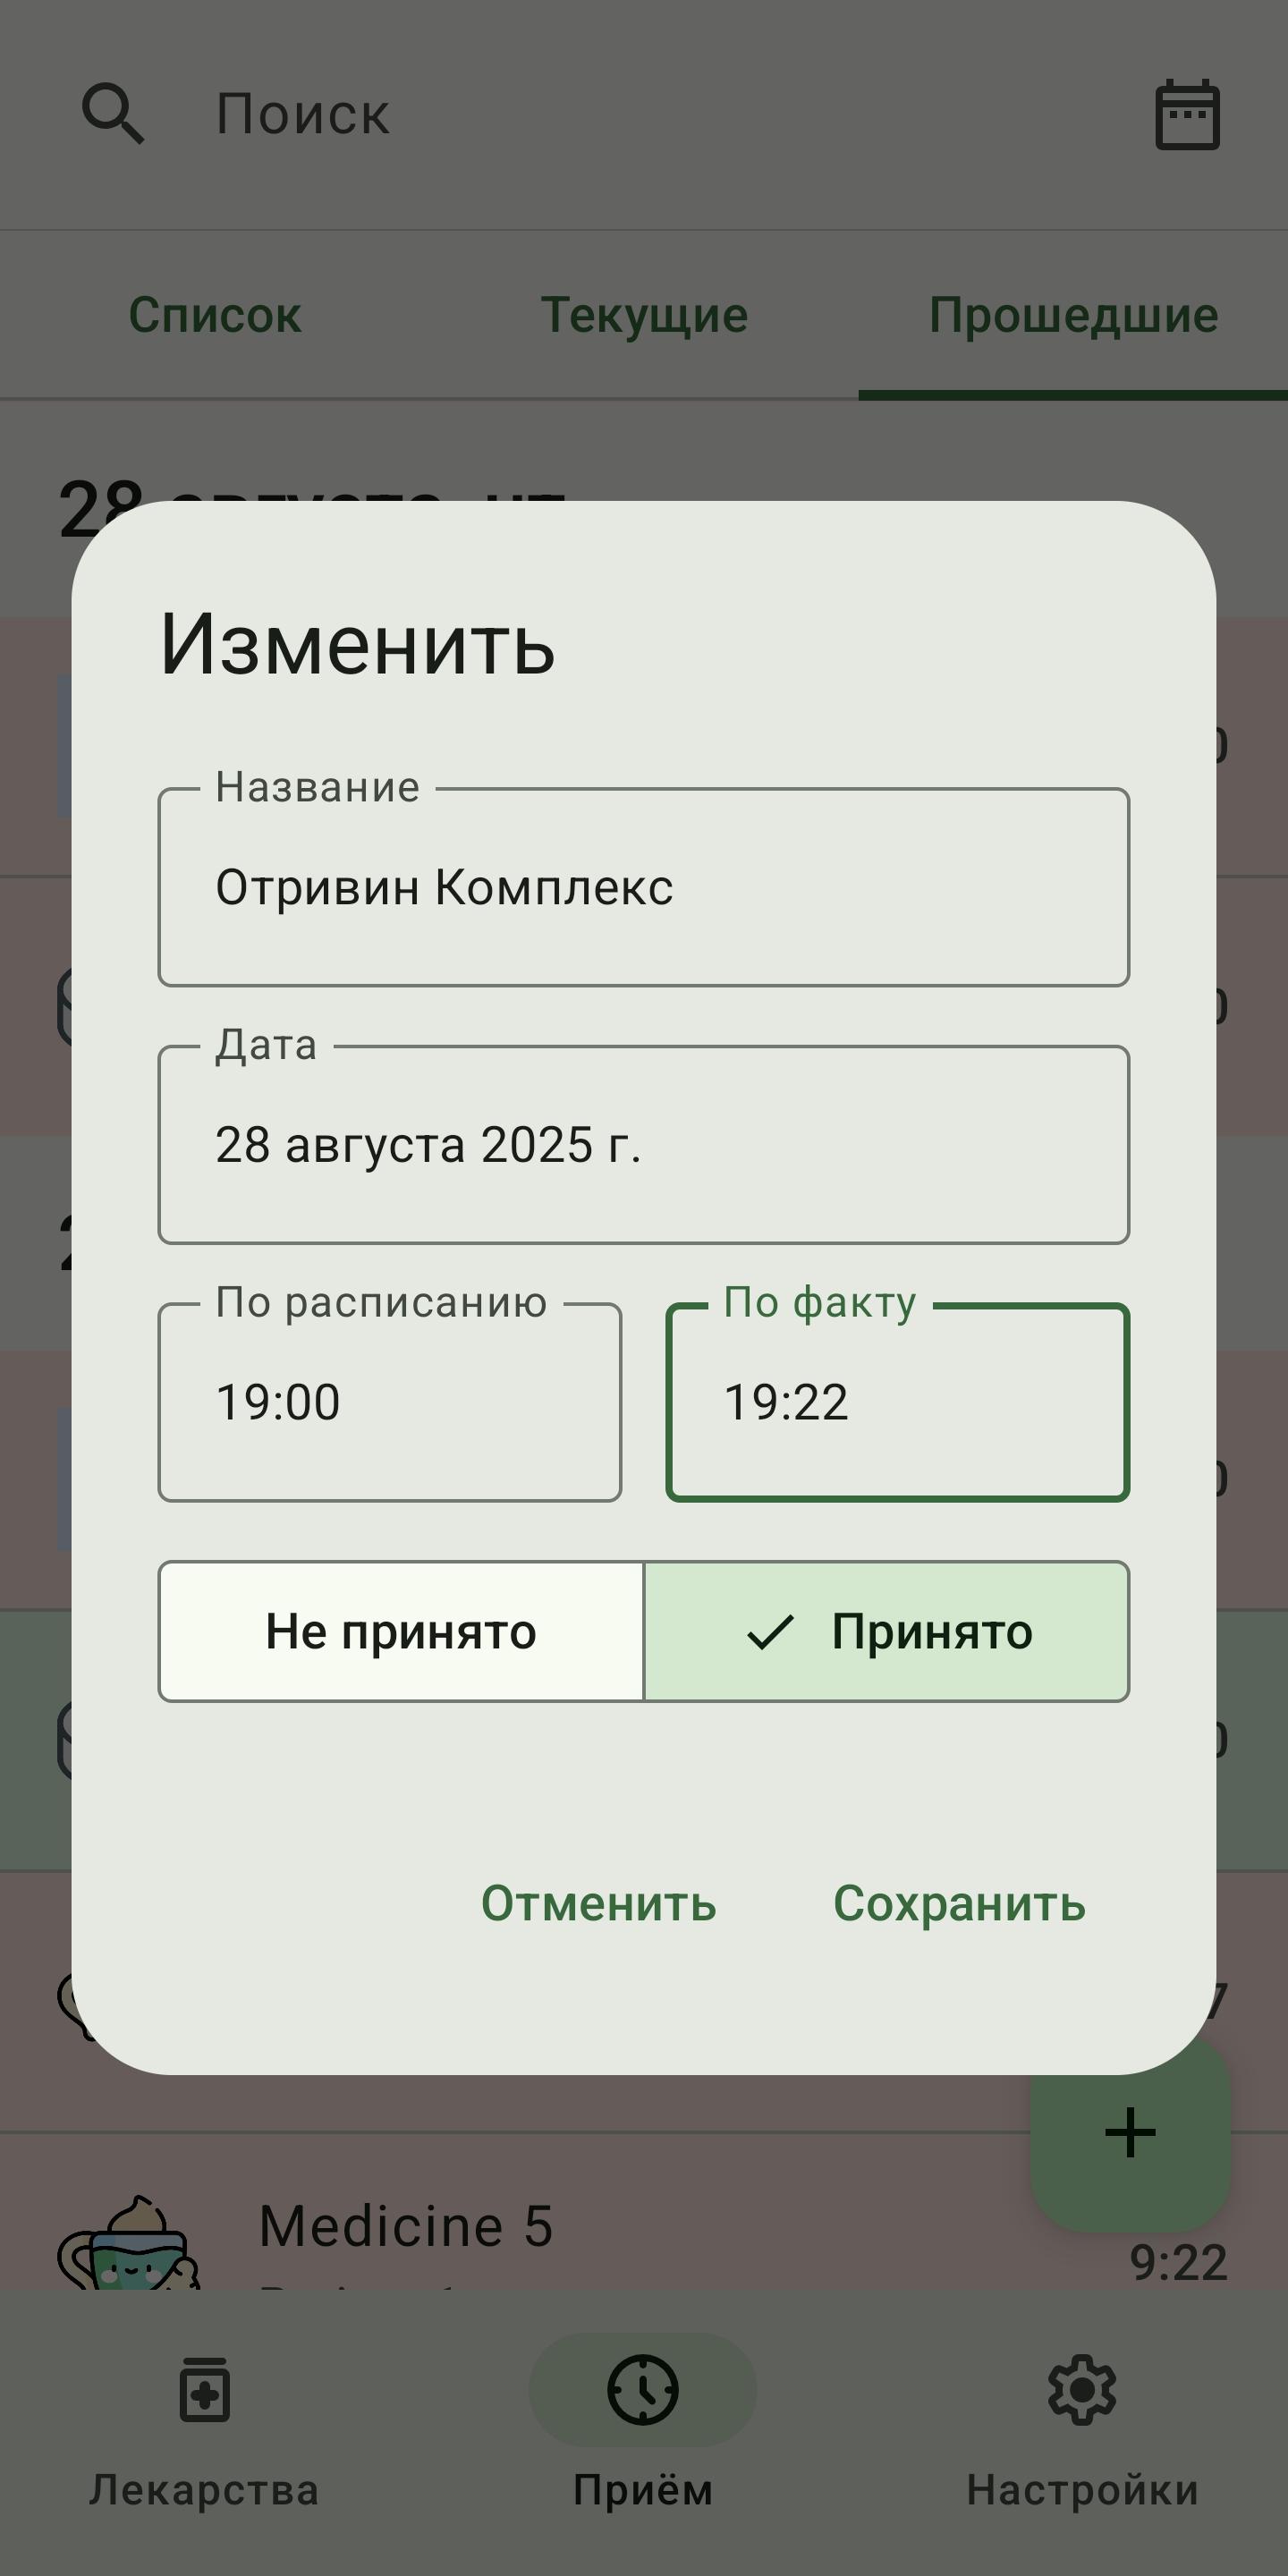 Поиск
Список Текущие Прошедшие
28
Изменить
Название
Отривин Комплекс
Дата
28 августа 2025 г.
По расписанию По факту
19:00 19:22
Не принято Принято
Отменить Сохранить
Medicine 5
9:22
Лекарства Приём Настройки